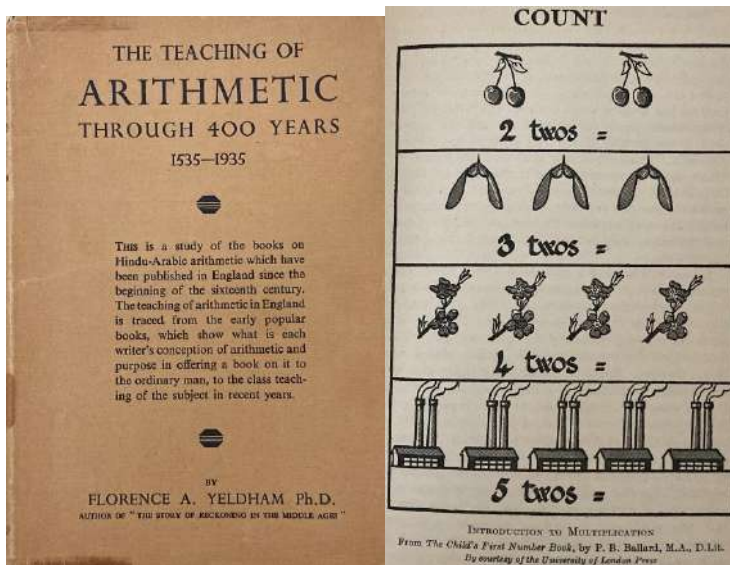 THE TEACHING OF
ARITHMETIC
THROUGH 400 YEARS
1535—1935
THIS is a study of the books on
Hindu-Arabic arithmetic which have
been published in England since the
beginning of the sixteenth century.
The teaching of arithmetic in England
is traced from the early popular
books, which show what is each
writer's conception of arithmetic and
purpose in offering a book on it to
the ordinary man, to the class teach-
ing of the subject in recent years.
BY
FLORENCE A. YELDHAM Ph.D.
AUTHOR OF "THE STORY OF RECKONING IN THE MIDDLE AGES"
COUNT
2 twos =
3 twos =
4 twos =
5 twos =
INTRODUCTION TO MULTIPLICATION
From The Child's First Number Book, by P. B. Ballard, M.A., D.Lit.
By courtesy of the University of London Press